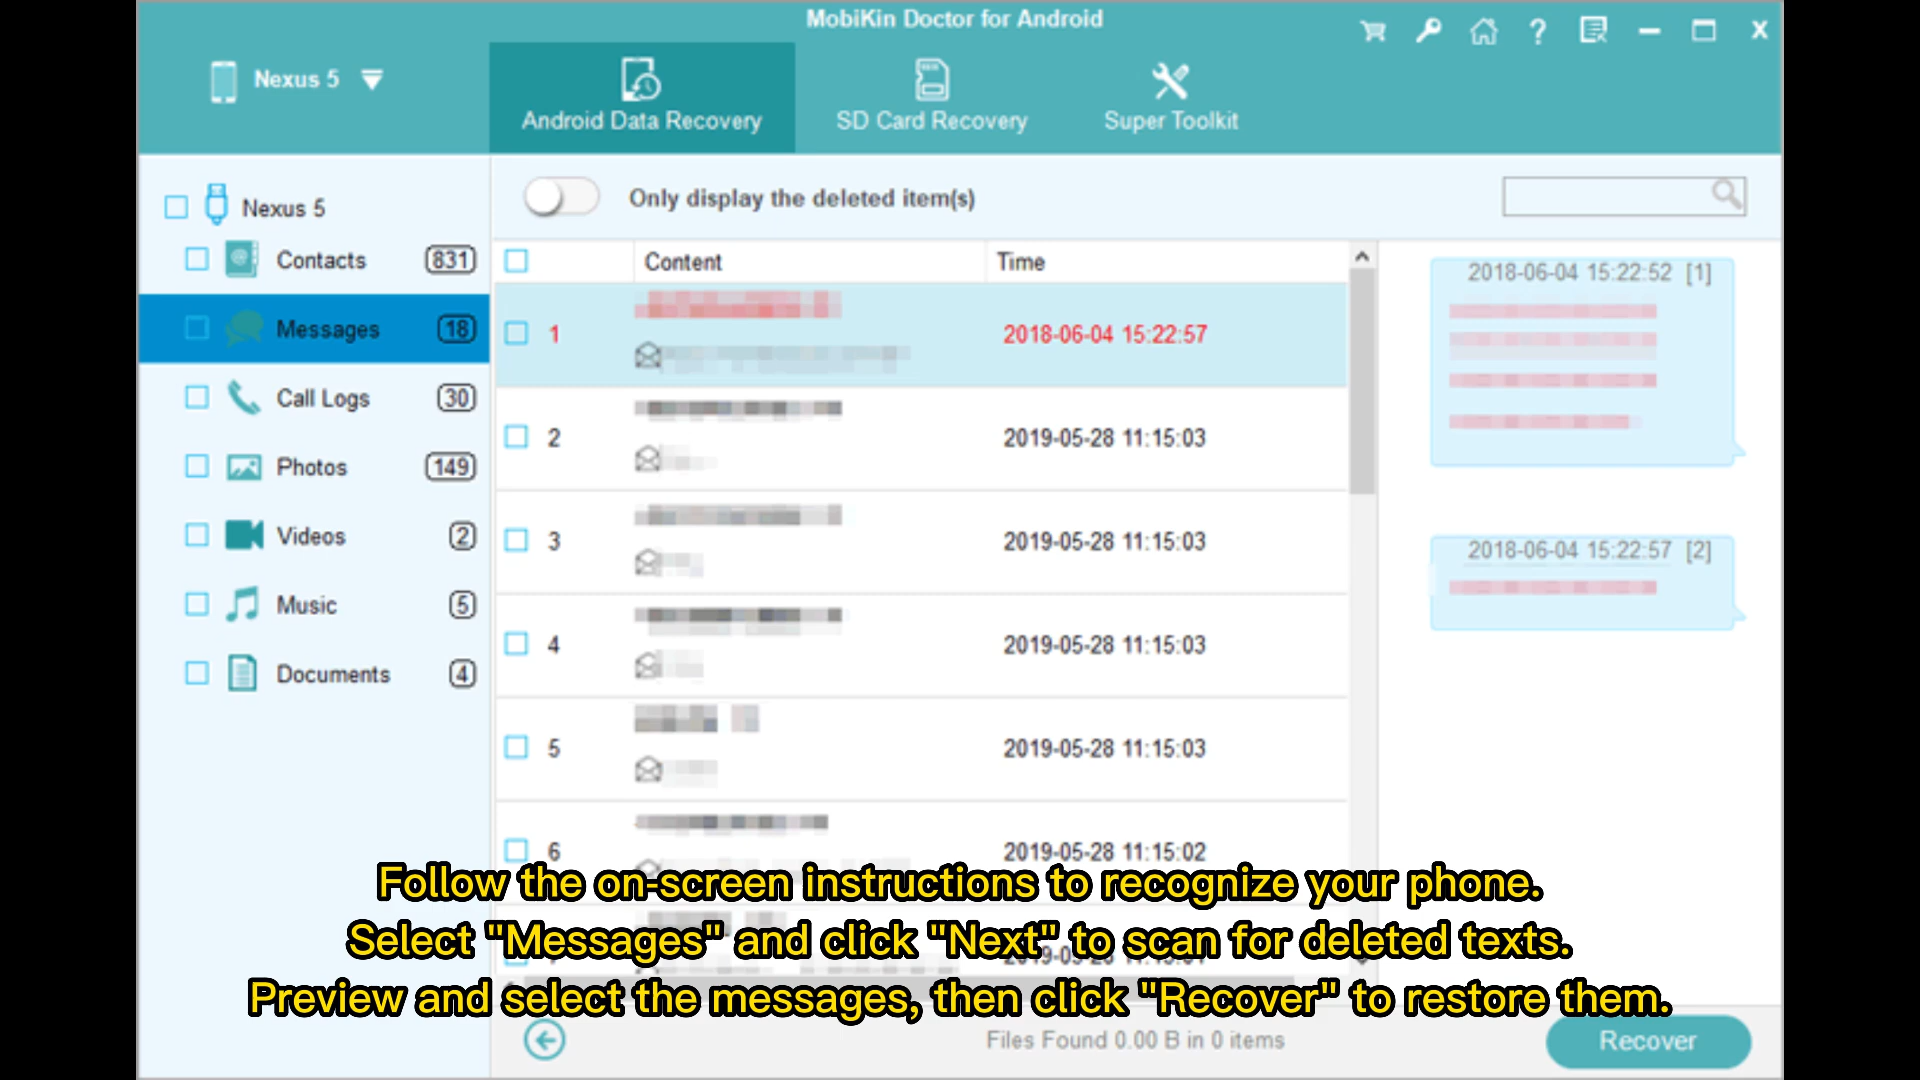 MobiKin Doctor for Android
Nexus 5
Android Data Recovery
SD Card Recovery
Super Toolkit
Nexus 5
Contacts 831
Messages 18
Call Logs 30
Photos 149
Videos 2
Music 5
Documents 4
Only display the deleted item(s)
Content Time
1 2018-06-04 15:22:57
2 2019-05-28 11:15:03
3 2019-05-28 11:15:03
4 2019-05-28 11:15:03
5 2019-05-28 11:15:03
6 2019-05-28 11:15:02
2018-06-04 15:22:52 [1]
2018-06-04 15:22:57 [2]
Follow the on-screen instructions to recognize your phone.
Select "Messages" and click "Next" to scan for deleted texts.
Preview and select the messages, then click "Recover" to restore them.
Files Found 0.00 B in 0 items
Recover